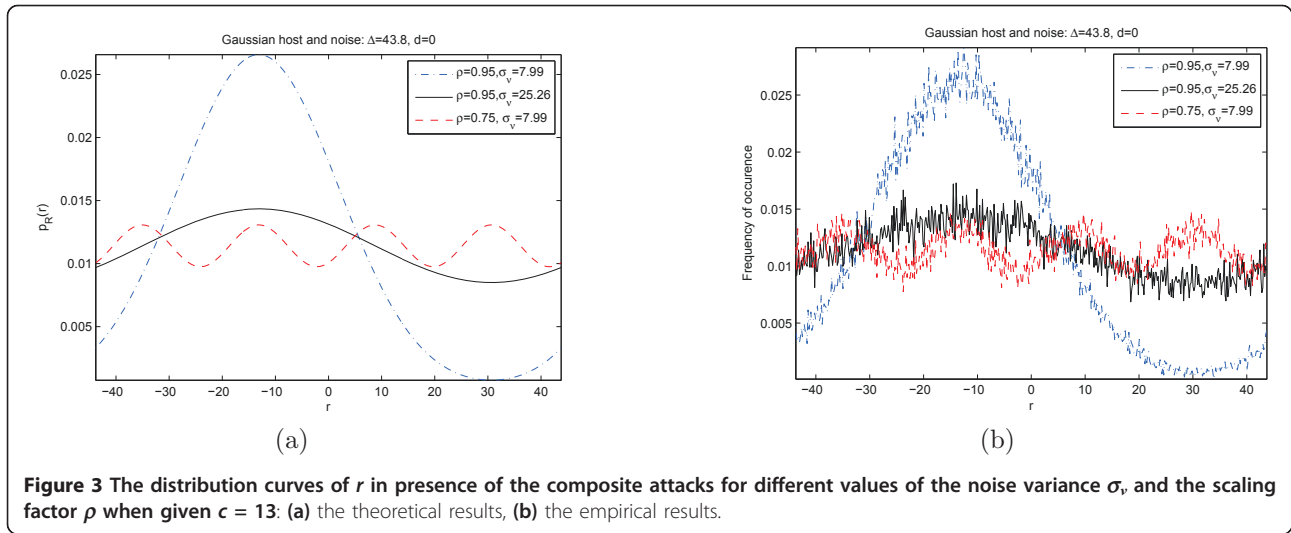 Gaussian host and noise: Δ=43.8, d=0
ρ=0.95,σv=7.99
ρ=0.95,σv=25.26
ρ=0.75, σv=7.99
pR(r)
0.025
0.02
0.015
0.01
0.005
−40 −30 −20 −10 0 10 20 30 40
r
(a)
Gaussian host and noise: Δ=43.8, d=0
ρ=0.95,σv=7.99
ρ=0.95,σv=25.26
ρ=0.75, σv=7.99
Frequency of occurence
0.025
0.02
0.015
0.01
0.005
−40 −30 −20 −10 0 10 20 30 40
r
(b)
Figure 3 The distribution curves of r in presence of the composite attacks for different values of the noise variance σv and the scaling
factor ρ when given c = 13: (a) the theoretical results, (b) the empirical results.